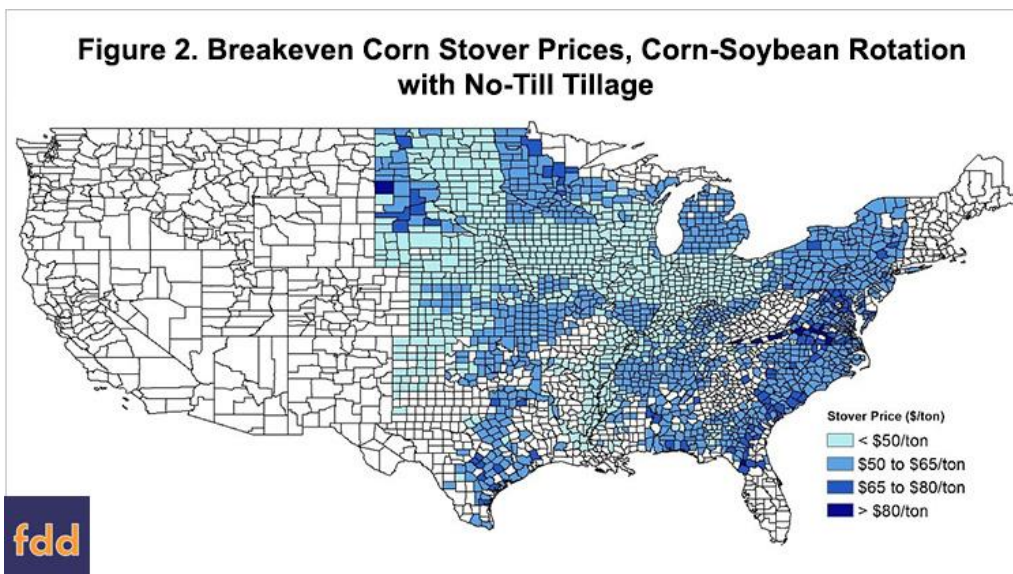 Figure 2. Breakeven Corn Stover Prices, Corn-Soybean Rotation
with No-Till Tillage
Stover Price ($/ton)
< $50/ton
$50 to $65/ton
$65 to $80/ton
> $80/ton
fdd